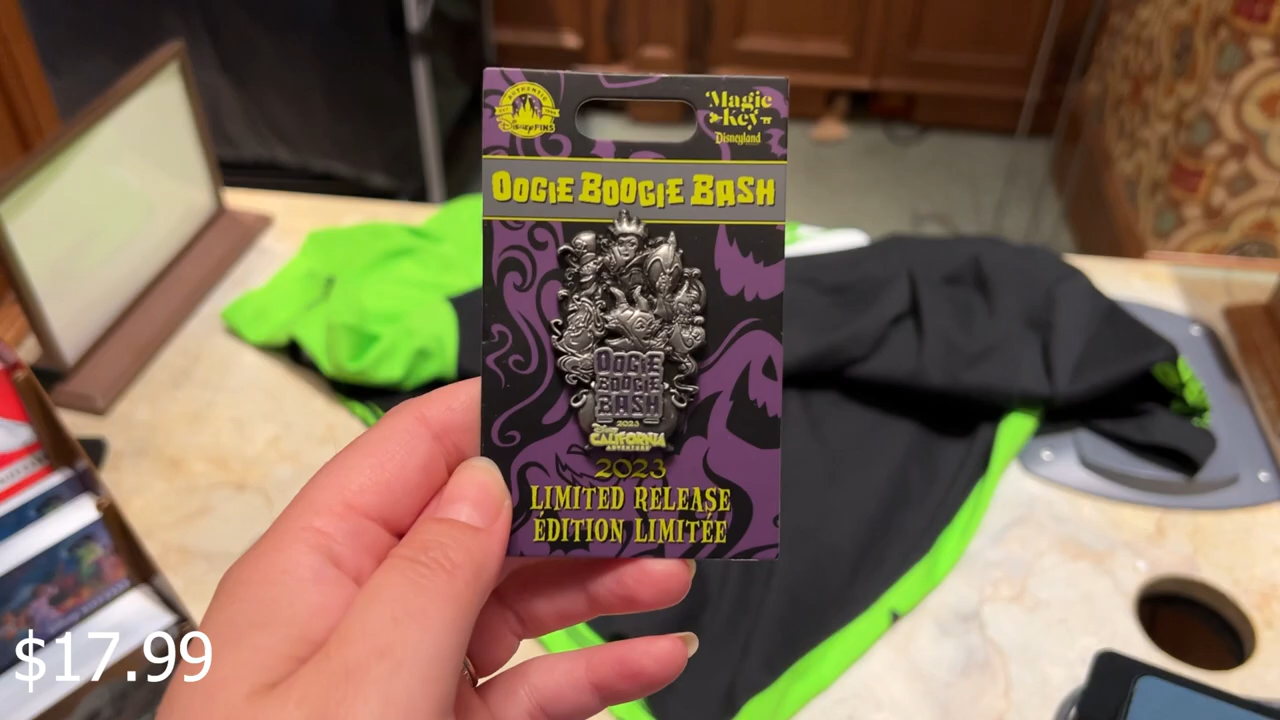 AUTHENTIC
Disney PINS
Magic
Key
Disneyland
OOGIE BOOGIE BASH
OOGIE
BOOGIE
BASH
2023
Disney
CALIFORNIA
ADVENTURE
2023
LIMITED RELEASE
ÉDITION LIMITÉE
$17.99